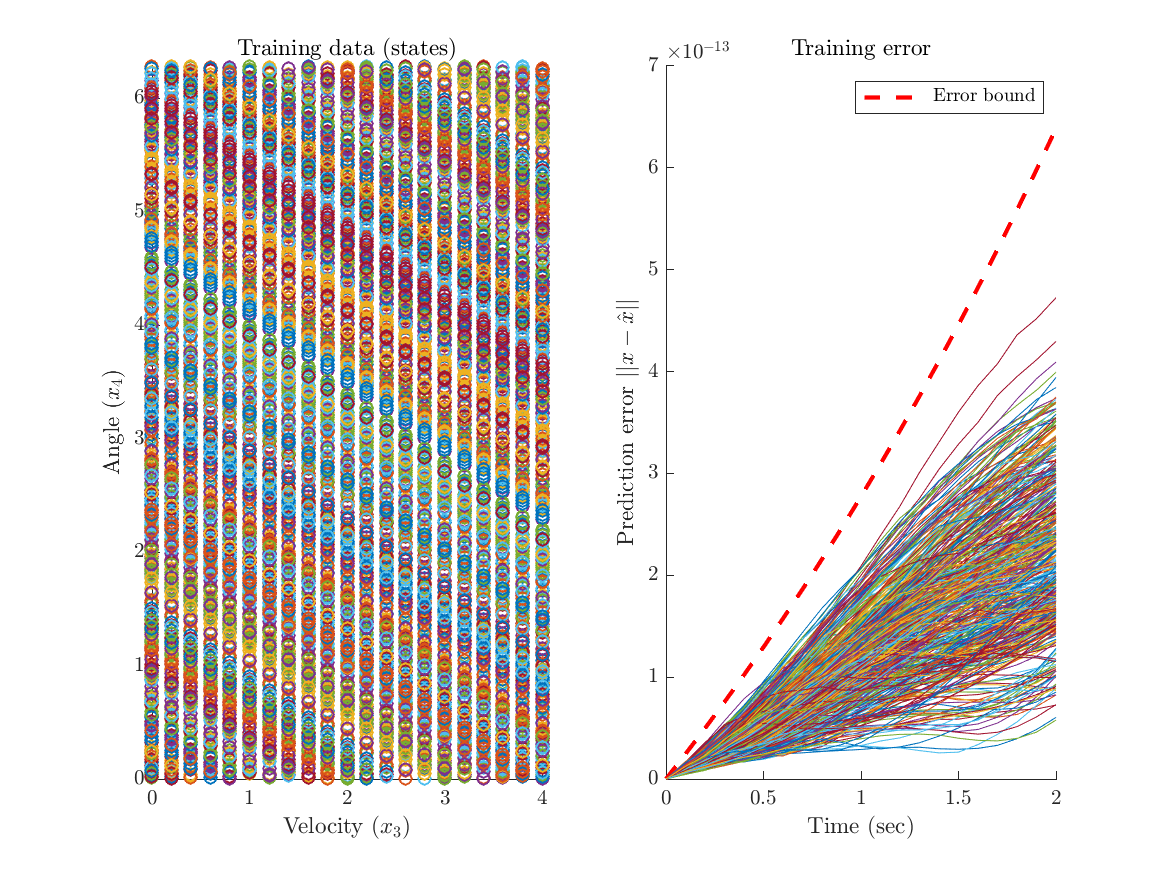 Training data (states)
6
5
4
3
2
1
0
0 1 2 3 4
Angle (x₄)
Velocity (x₃)
×10⁻¹³
Training error
Error bound
7
6
5
4
3
2
1
0
0 0.5 1 1.5 2
Prediction error ||x − x̂||
Time (sec)